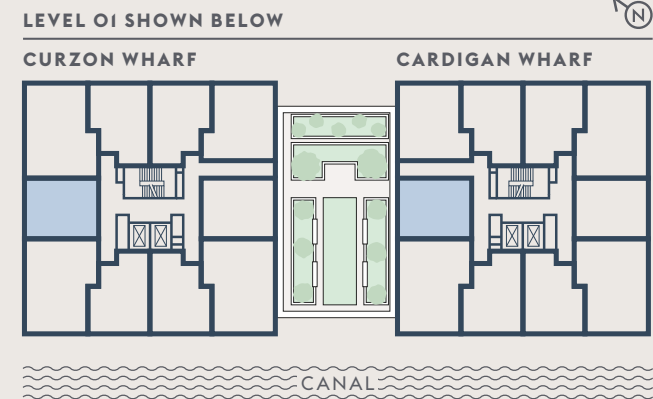 LEVEL 01 SHOWN BELOW
N
CURZON WHARF
CARDIGAN WHARF
CANAL